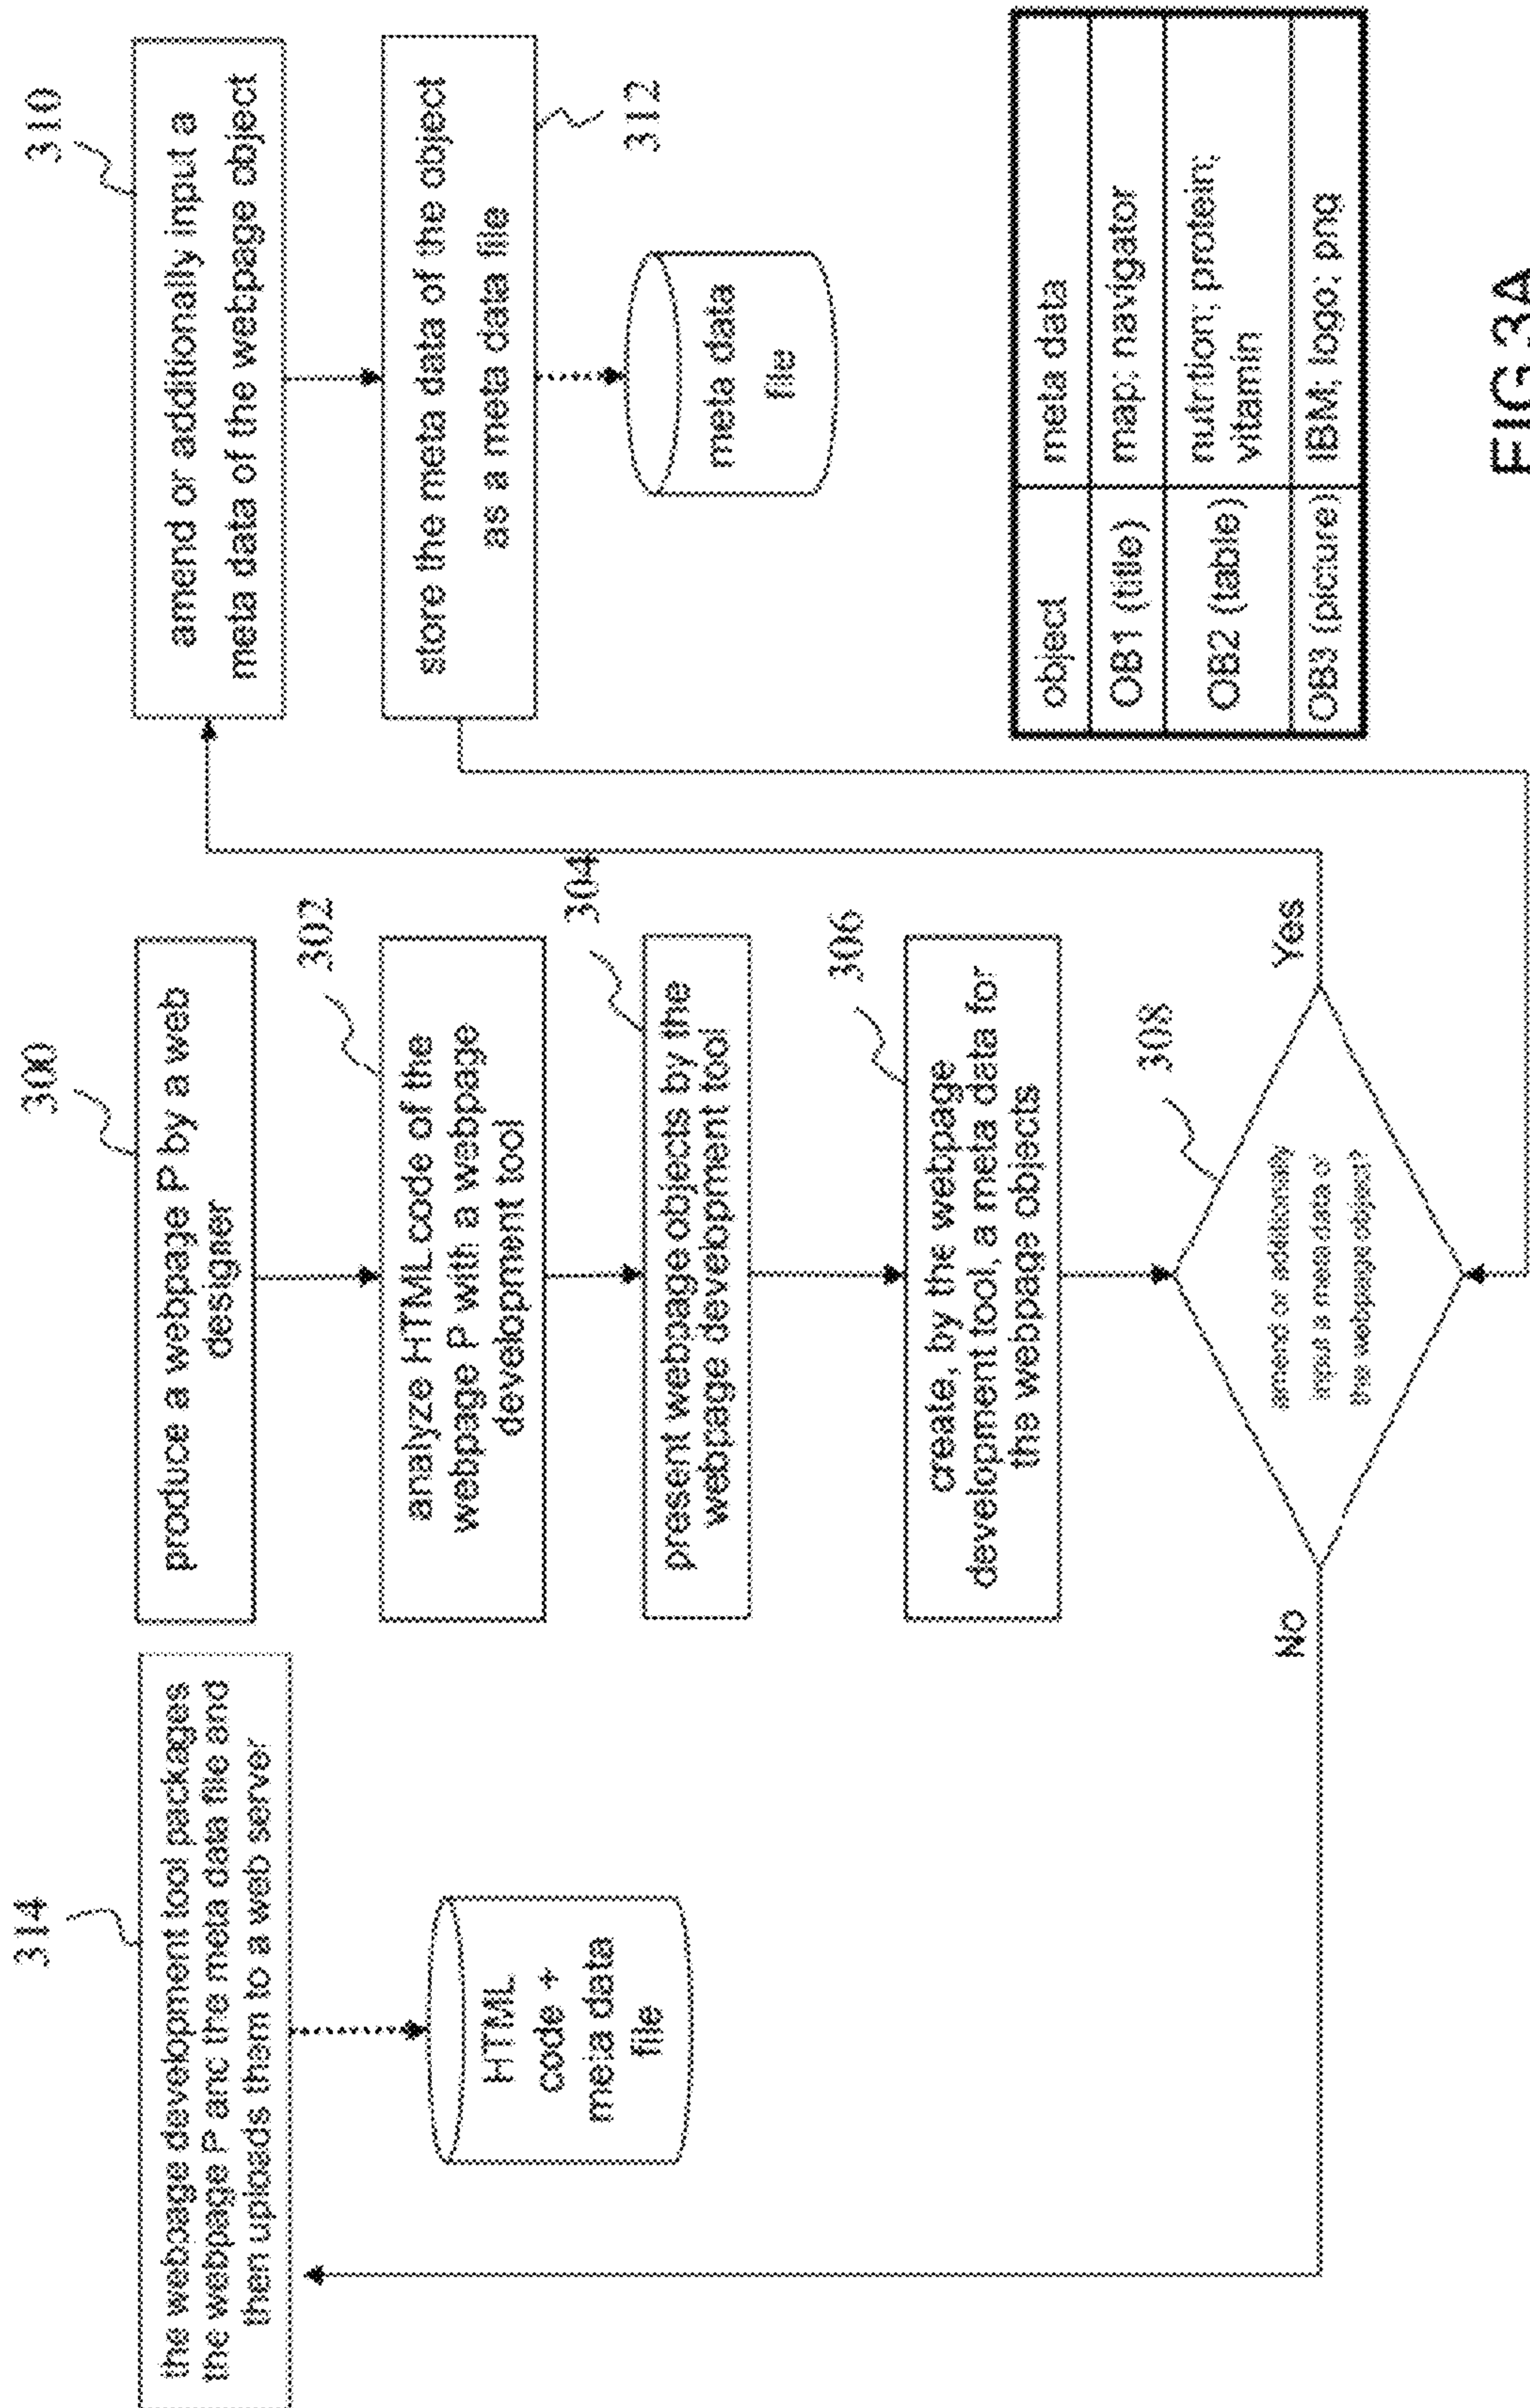 314
the webpage development tool packages
the webpage P and the meta data file and
then uploads them to a web server
HTML
code +
meta data
file
300
produce a webpage P by a web
designer
302
analyze HTML code of the
webpage P with a webpage
development tool
304
present webpage objects by the
webpage development tool
306
create, by the webpage
development tool, a meta data for
the webpage objects
308
amend or additionally
input a meta data of
the webpage object?
No
Yes
310
amend or additionally input a
meta data of the webpage object
312
store the meta data of the object
as a meta data file
meta data
file
object meta data
OB1 (title) map; navigator
OB2 (table) nutrition; protein;
vitamin
OB3 (picture) IBM; logo; png
FIG.3A